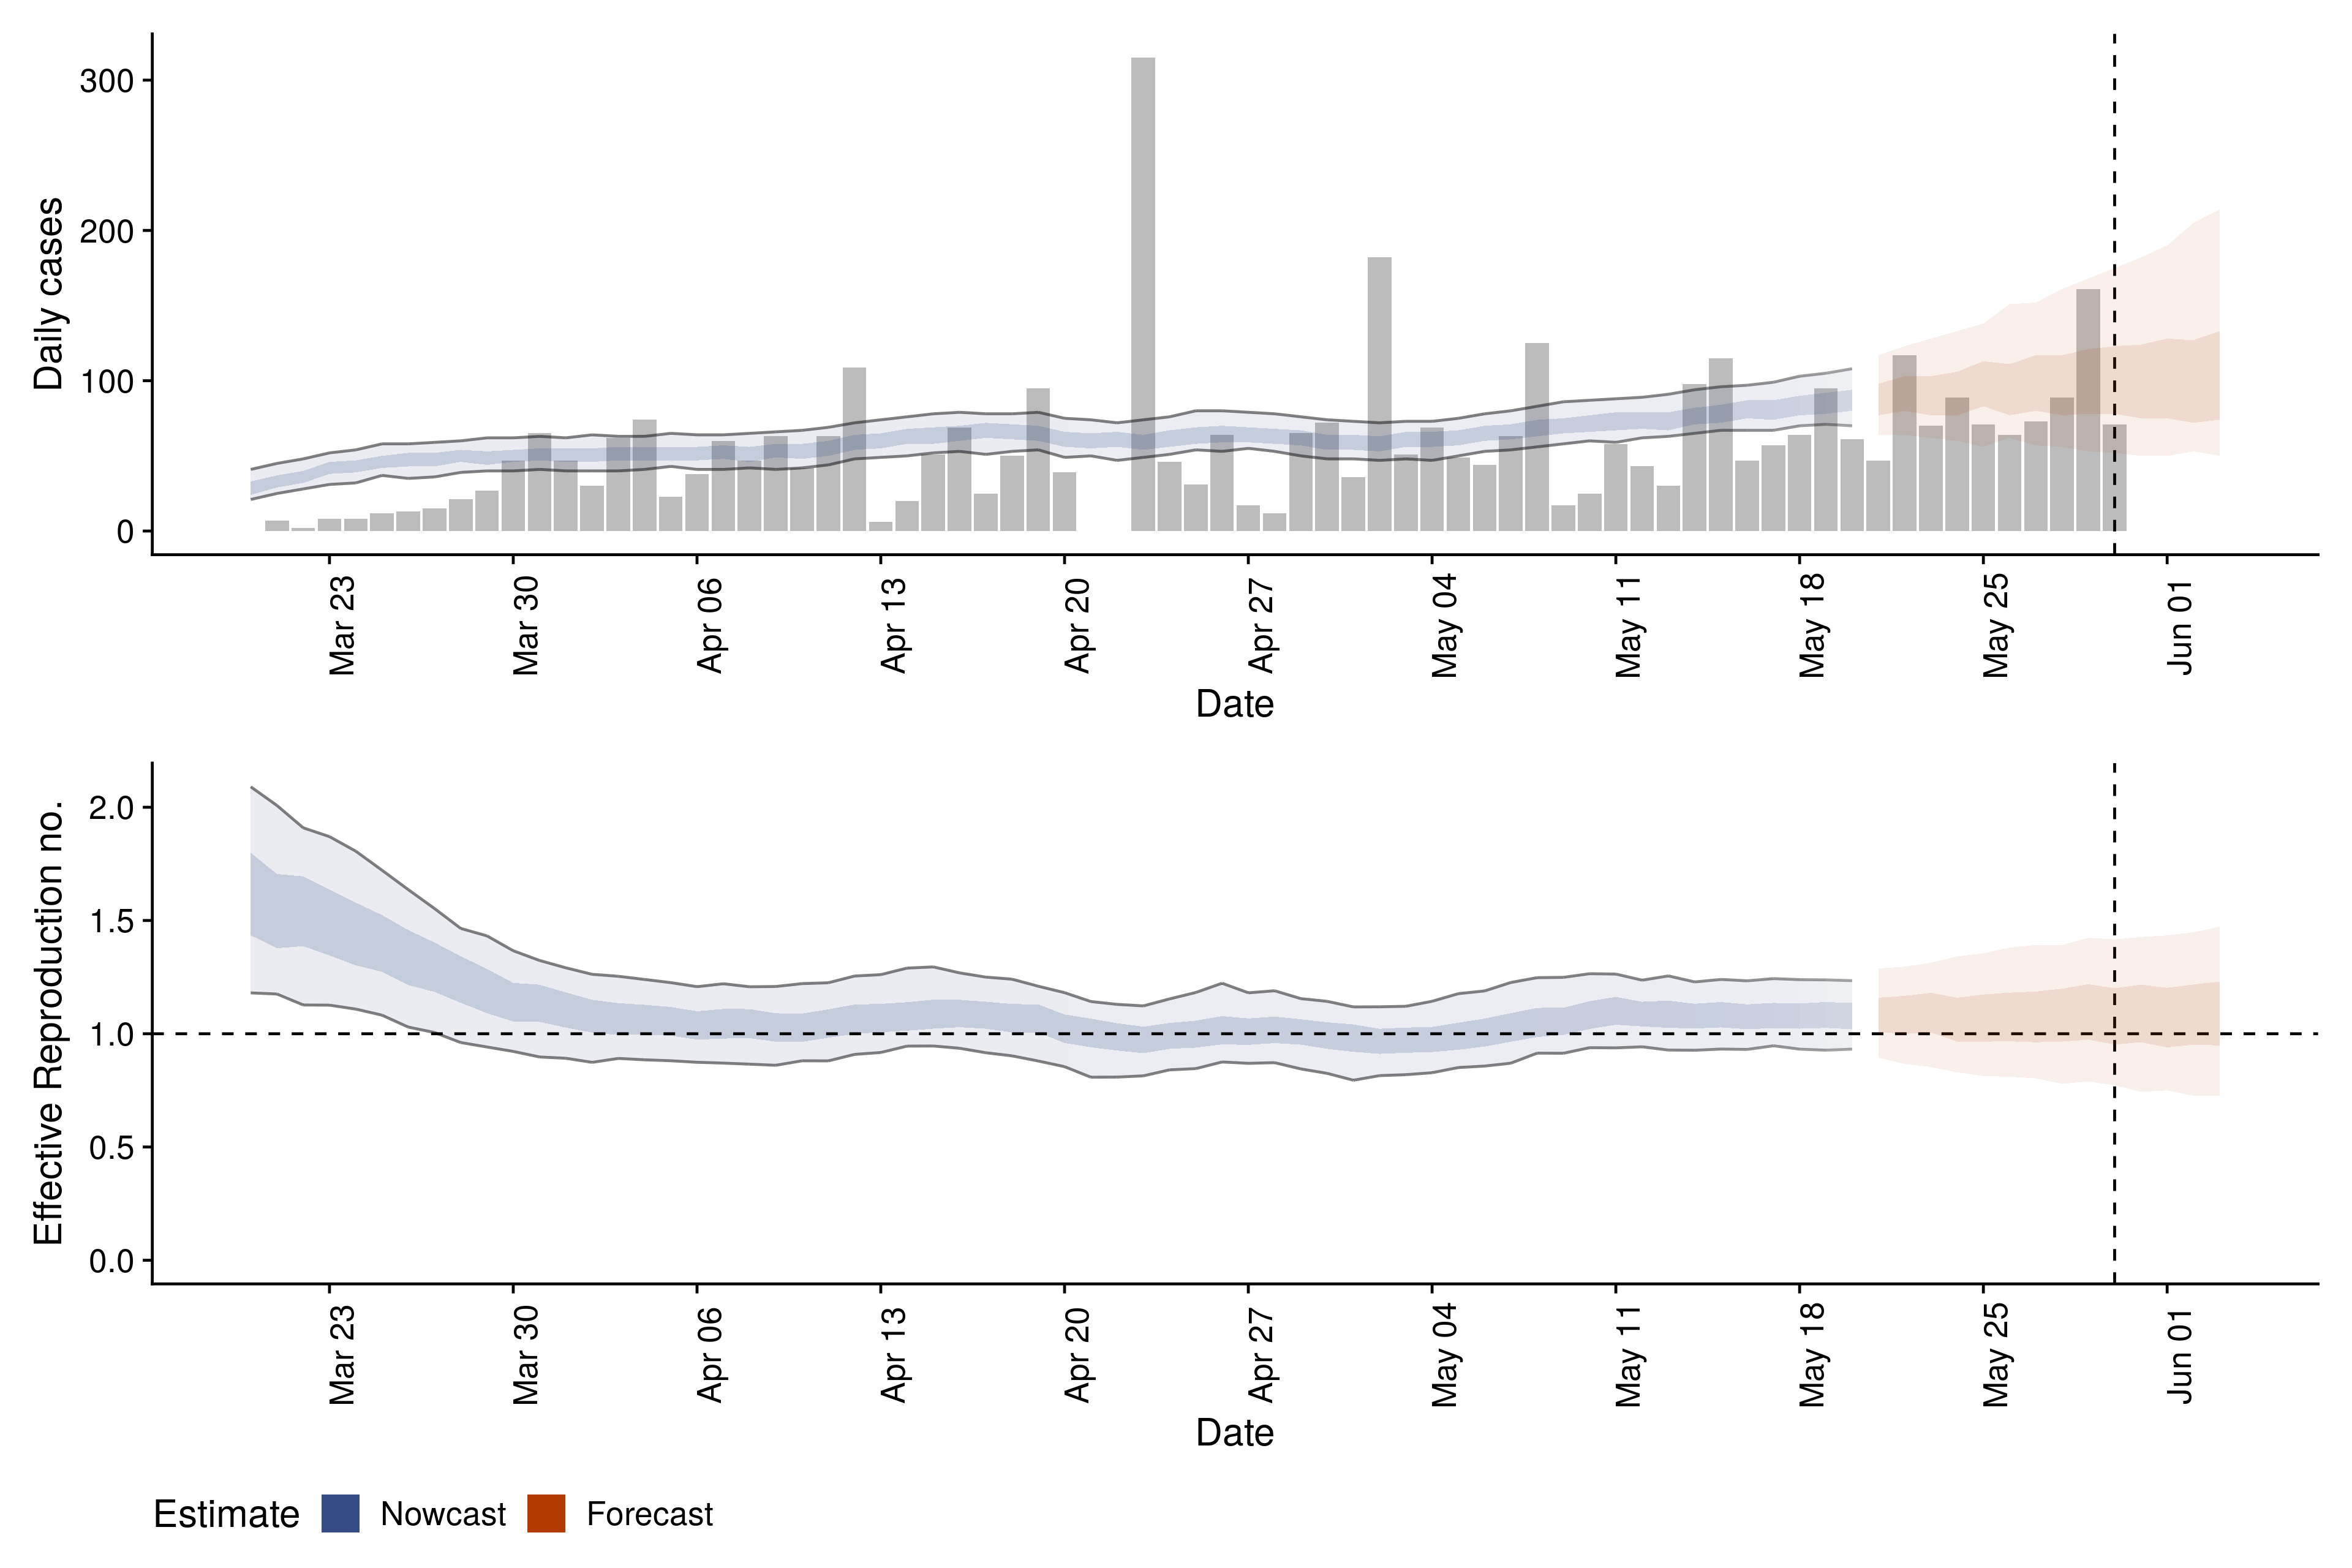 Daily cases
300
200
100
0
Mar 23
Mar 30
Apr 06
Apr 13
Apr 20
Apr 27
May 04
May 11
May 18
May 25
Jun 01
Date
Effective Reproduction no.
2.0
1.5
1.0
0.5
0.0
Mar 23
Mar 30
Apr 06
Apr 13
Apr 20
Apr 27
May 04
May 11
May 18
May 25
Jun 01
Date
Estimate Nowcast Forecast